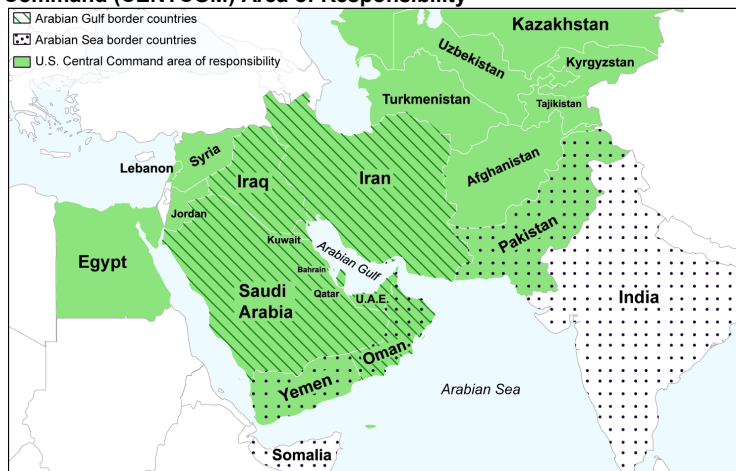 Command (CENTCOM) Area of Responsibility
Arabian Gulf border countries
Arabian Sea border countries
U.S. Central Command area of responsibility
Kazakhstan
Uzbekistan
Kyrgyzstan
Turkmenistan
Tajikistan
Lebanon
Syria
Iraq
Iran
Afghanistan
Jordan
Kuwait
Arabian Gulf
Pakistan
Egypt
Bahrain
Saudi
Arabia
Qatar
U.A.E.
India
Oman
Yemen
Arabian Sea
Somalia